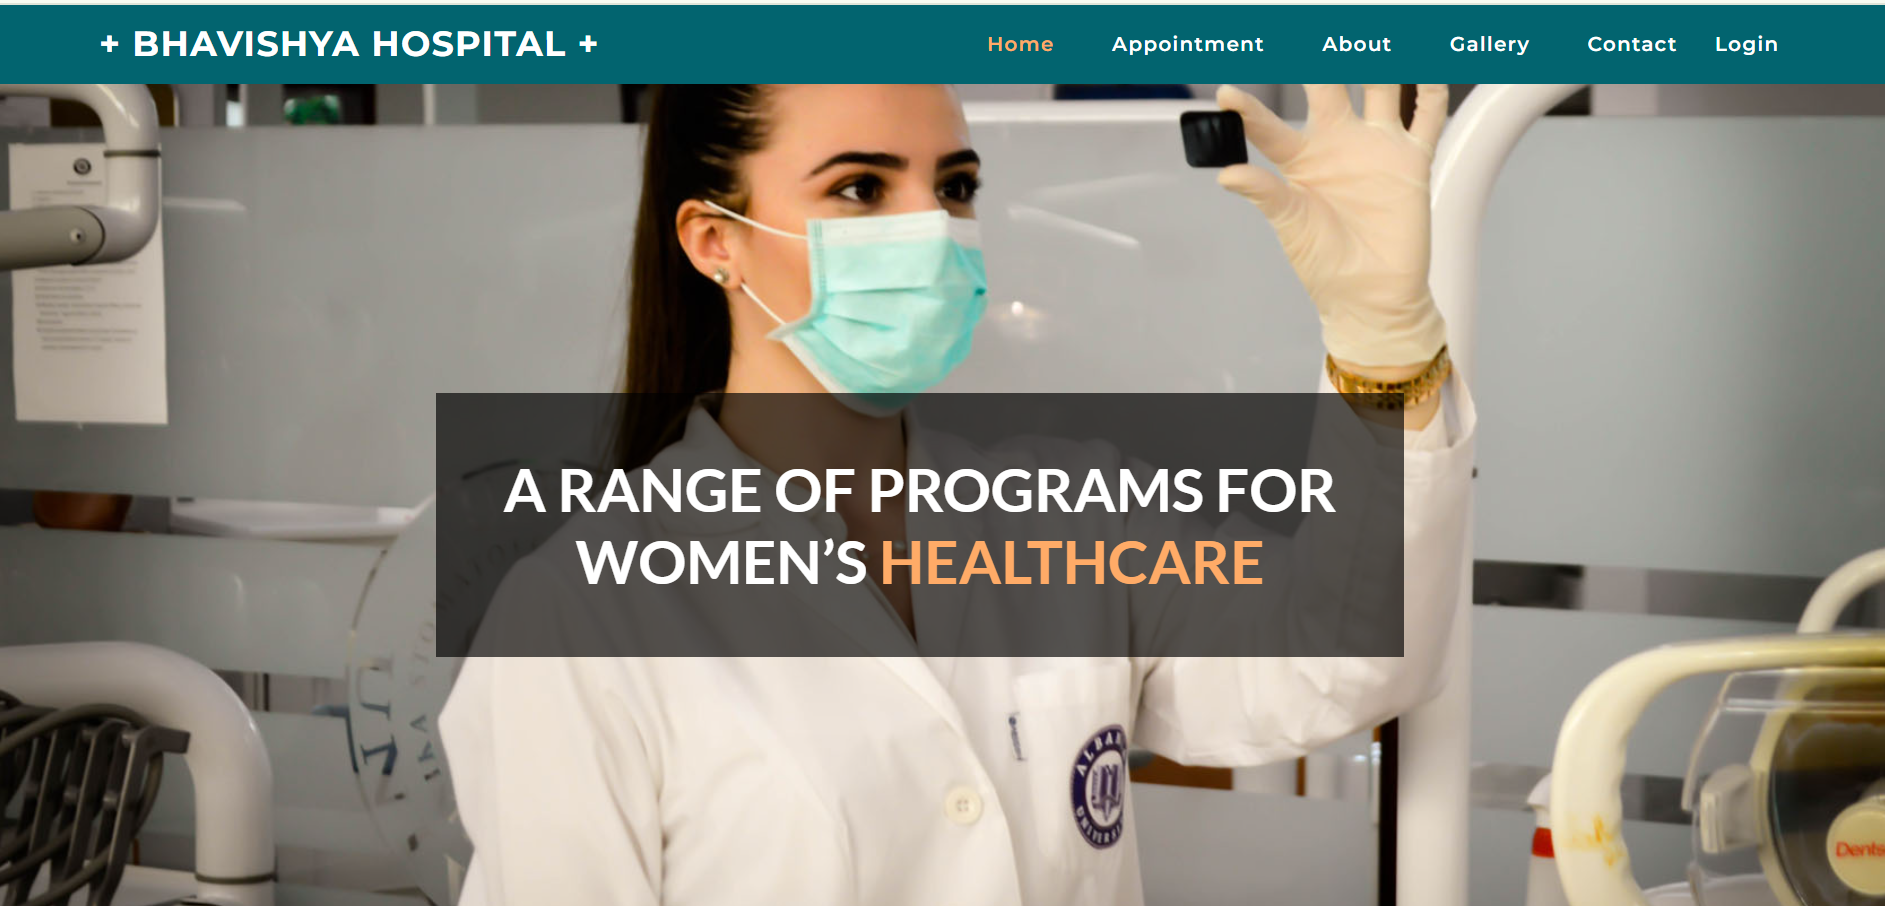 + BHAVISHYA HOSPITAL +
Home Appointment About Gallery Contact Login
A RANGE OF PROGRAMS FOR
WOMEN’S HEALTHCARE